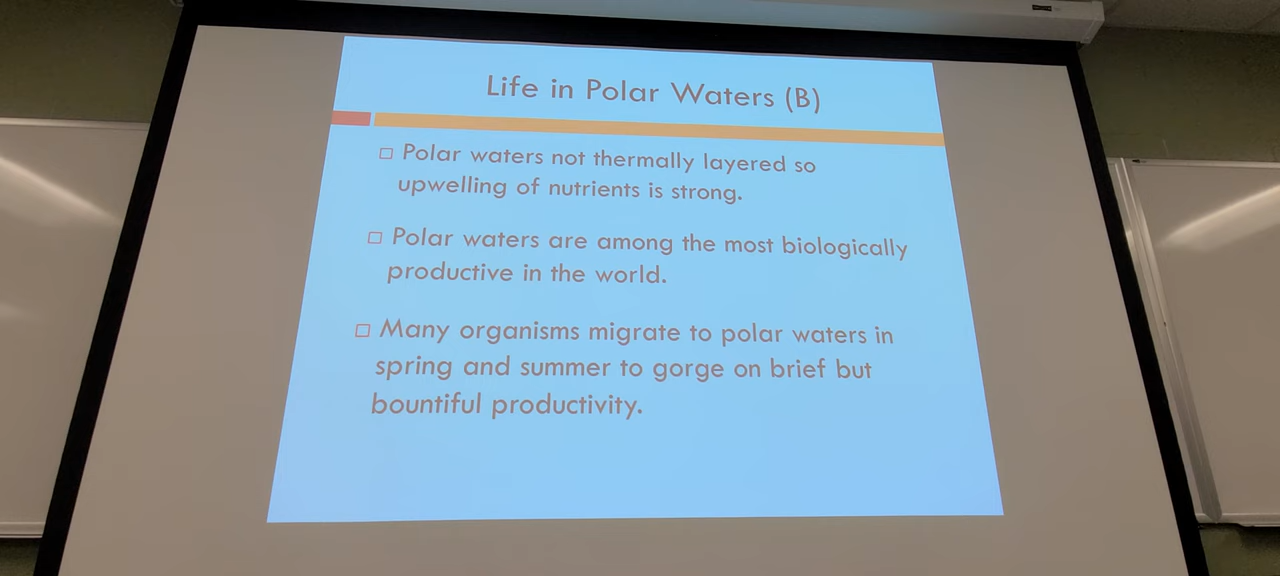 Life in Polar Waters (B)
Polar waters not thermally layered so
upwelling of nutrients is strong.
Polar waters are among the most biologically
productive in the world.
Many organisms migrate to polar waters in
spring and summer to gorge on brief but
bountiful productivity.